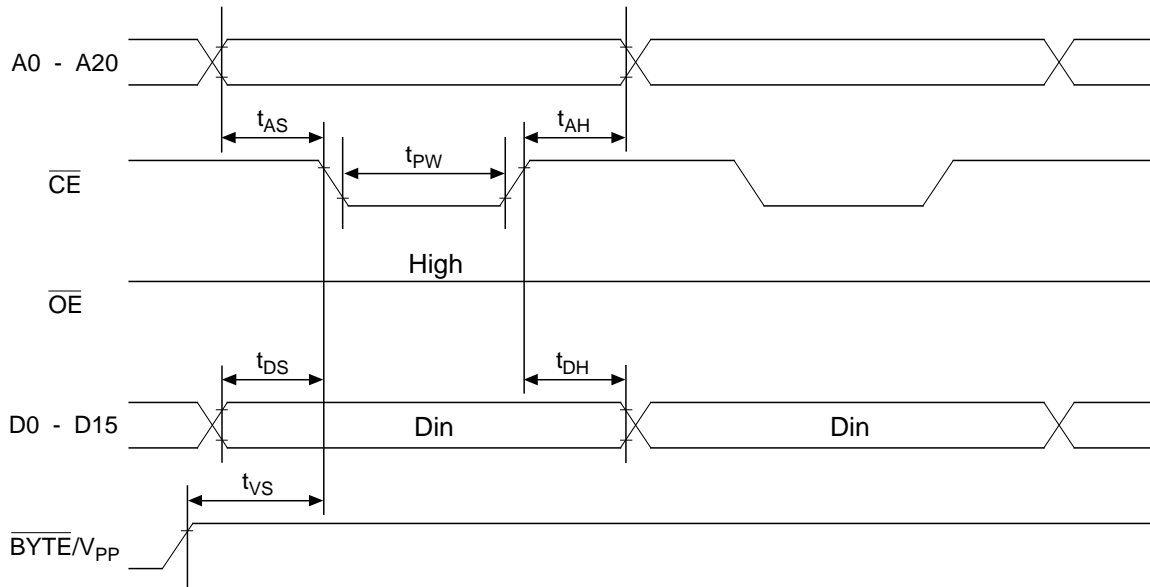 A0 - A20
tAS
tAH
tPW
CE
High
OE
tDS
tDH
D0 - D15
Din
Din
tVS
BYTE/VPP